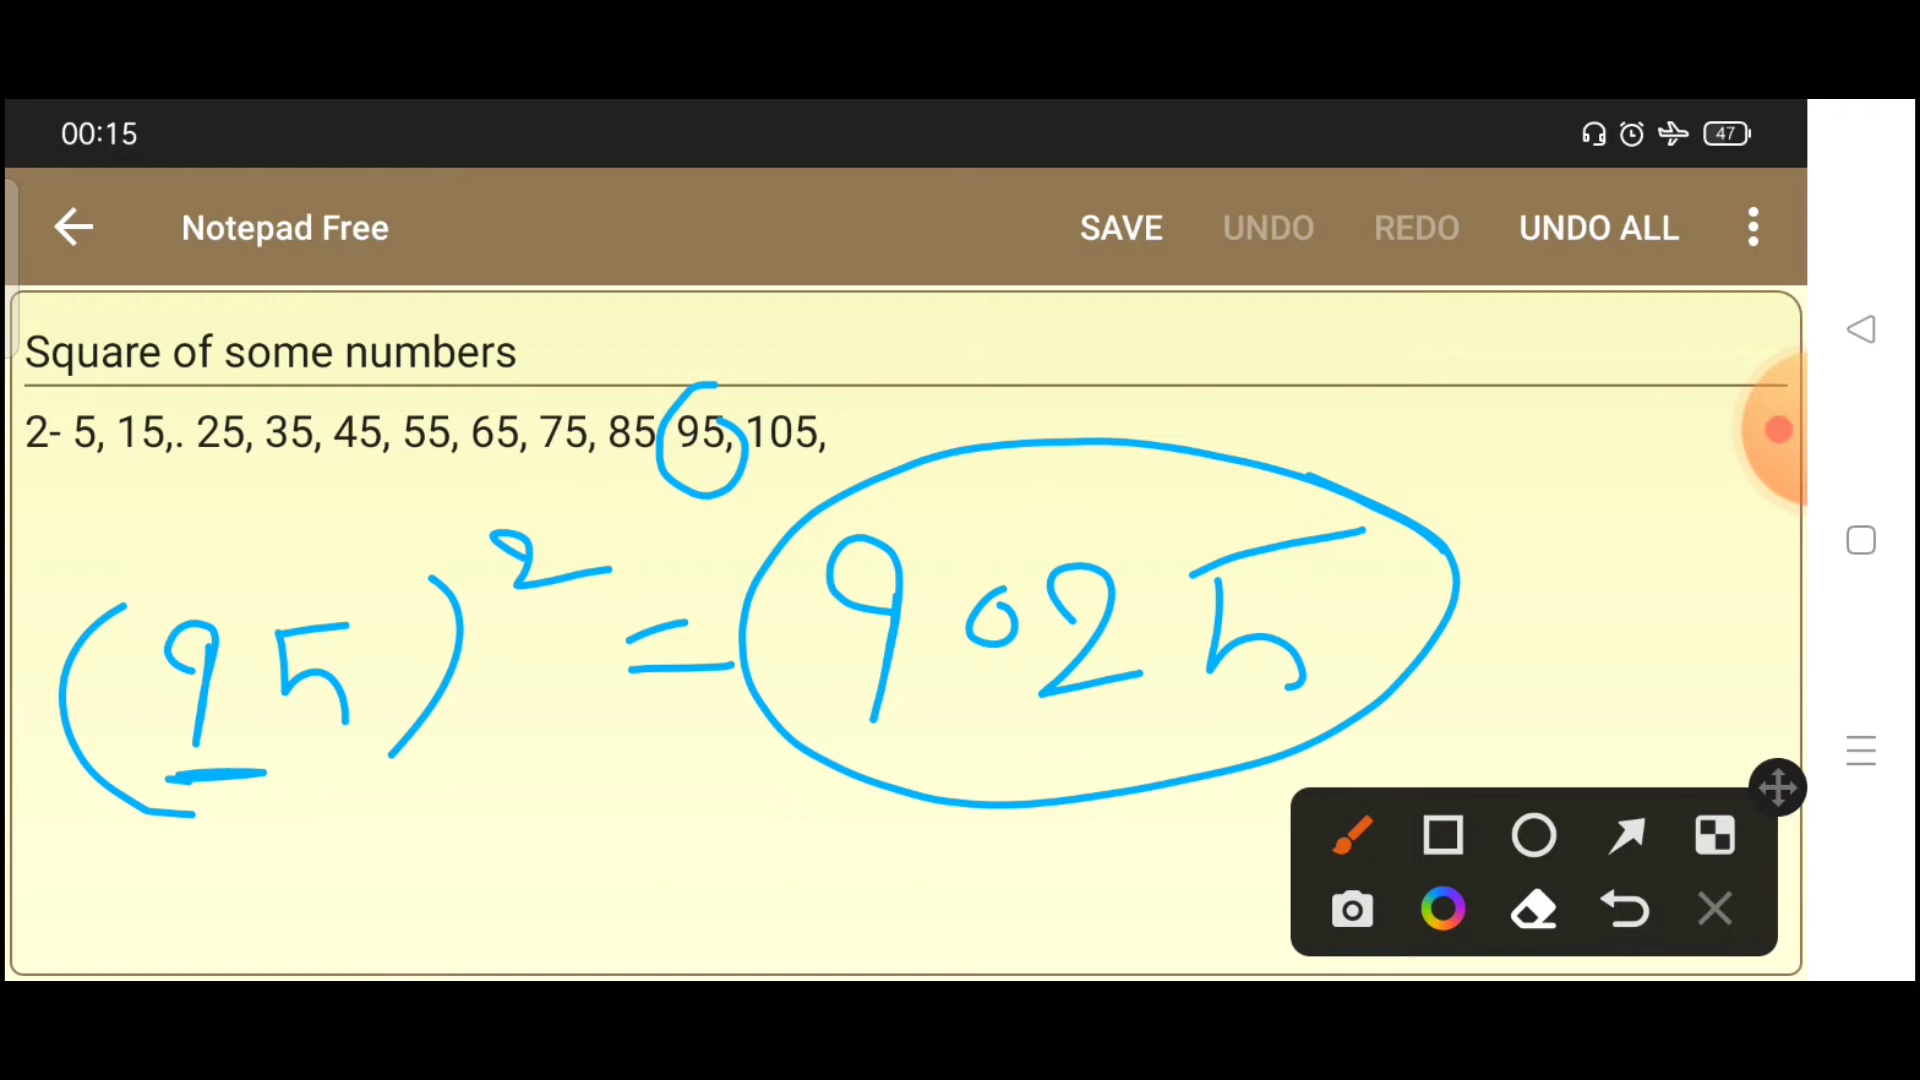 00:15 47
Notepad Free SAVE UNDO REDO UNDO ALL
Square of some numbers
2- 5, 15,. 25, 35, 45, 55, 65, 75, 85 95, 105,
(95)² = 9025